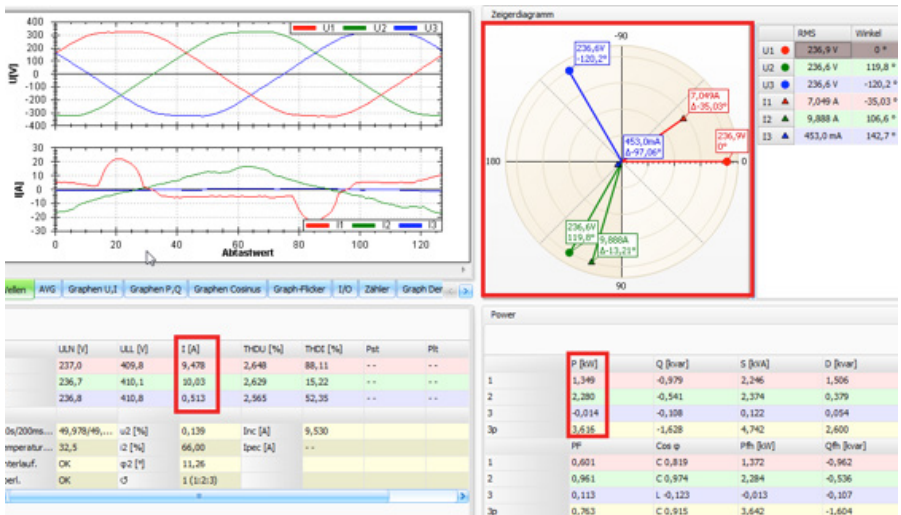 U1 U2 U3
400
300
200
100
0
-100
-200
-300
-400
U[V]
30
20
10
0
-10
-20
-30
I[A]
I1 I2 I3
0 20 40 60 80 100 120
Abtastwert
AVG Graphen U,I Graphen P,Q Graphen Cosinus Graph-Flicker I/O Zähler
Zeigerdiagramm
-90
180
0
90
236,6V
-120,2°
7,049A
Δ-35,03°
236,9V
0°
453,0mA
Δ-97,06°
236,6V
119,8°
9,888A
Δ-13,21°
RMS Winkel
U1 236,9 V 0 °
U2 236,6 V 119,8 °
U3 236,6 V -120,2 °
I1 7,049 A -35,03 °
I2 9,888 A 106,6 °
I3 453,0 mA 142,7 °
ULN [V] ULL [V] I [A] THDU [%] THDI [%] Pst Plt
237,0 409,8 9,478 2,648 88,11 -- --
236,7 410,1 10,03 2,629 15,22 -- --
236,8 410,8 0,513 2,565 52,35 -- --
49,978/49,... u2 [%] 0,139 Inc [A] 9,530
32,5 i2 [%] 66,00 Ipec [A] --
OK φ2 [°] 11,26
OK 1 (1:2:3)
Power
P [kW] Q [kvar] S [kVA] D [kvar]
1 1,349 -0,979 2,246 1,506
2 2,280 -0,541 2,374 0,379
3 -0,014 -0,108 0,122 0,054
3p 3,616 -1,628 4,742 2,600
PF Cos φ Pfh [kW] Qfh [kvar]
1 0,601 C 0,819 1,372 -0,962
2 0,961 C 0,974 2,284 -0,536
3 0,113 L -0,123 -0,013 -0,107
3p 0,763 C 0,915 3,642 -1,604